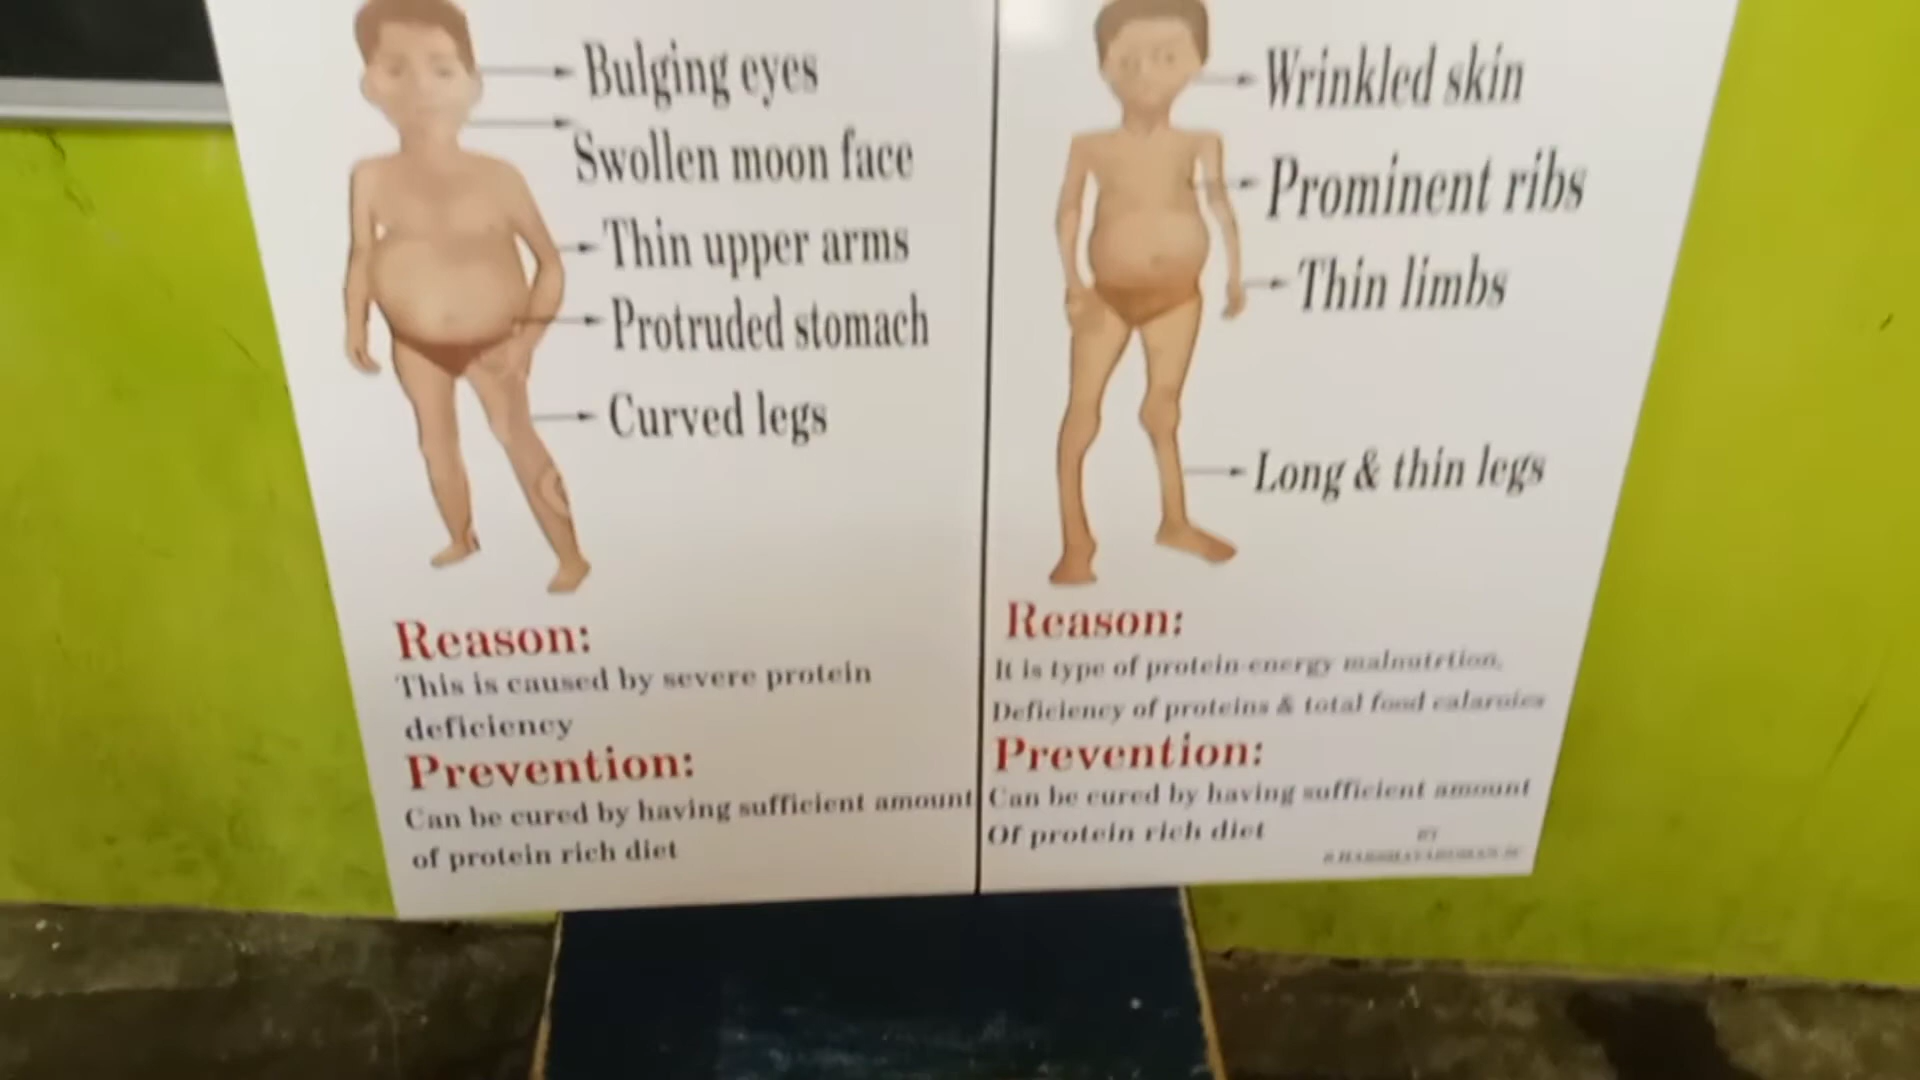 Bulging eyes
Swollen moon face
Thin upper arms
Protruded stomach
Curved legs
Reason:
This is caused by severe protein
deficiency
Prevention:
Can be cured by having sufficient amount
of protein rich diet
Wrinkled skin
Prominent ribs
Thin limbs
Long & thin legs
Reason:
It is type of protein-energy malnutrtion,
Deficiency of proteins & total food calaroies
Prevention:
Can be cured by having sufficient amount
Of protein rich diet
BY